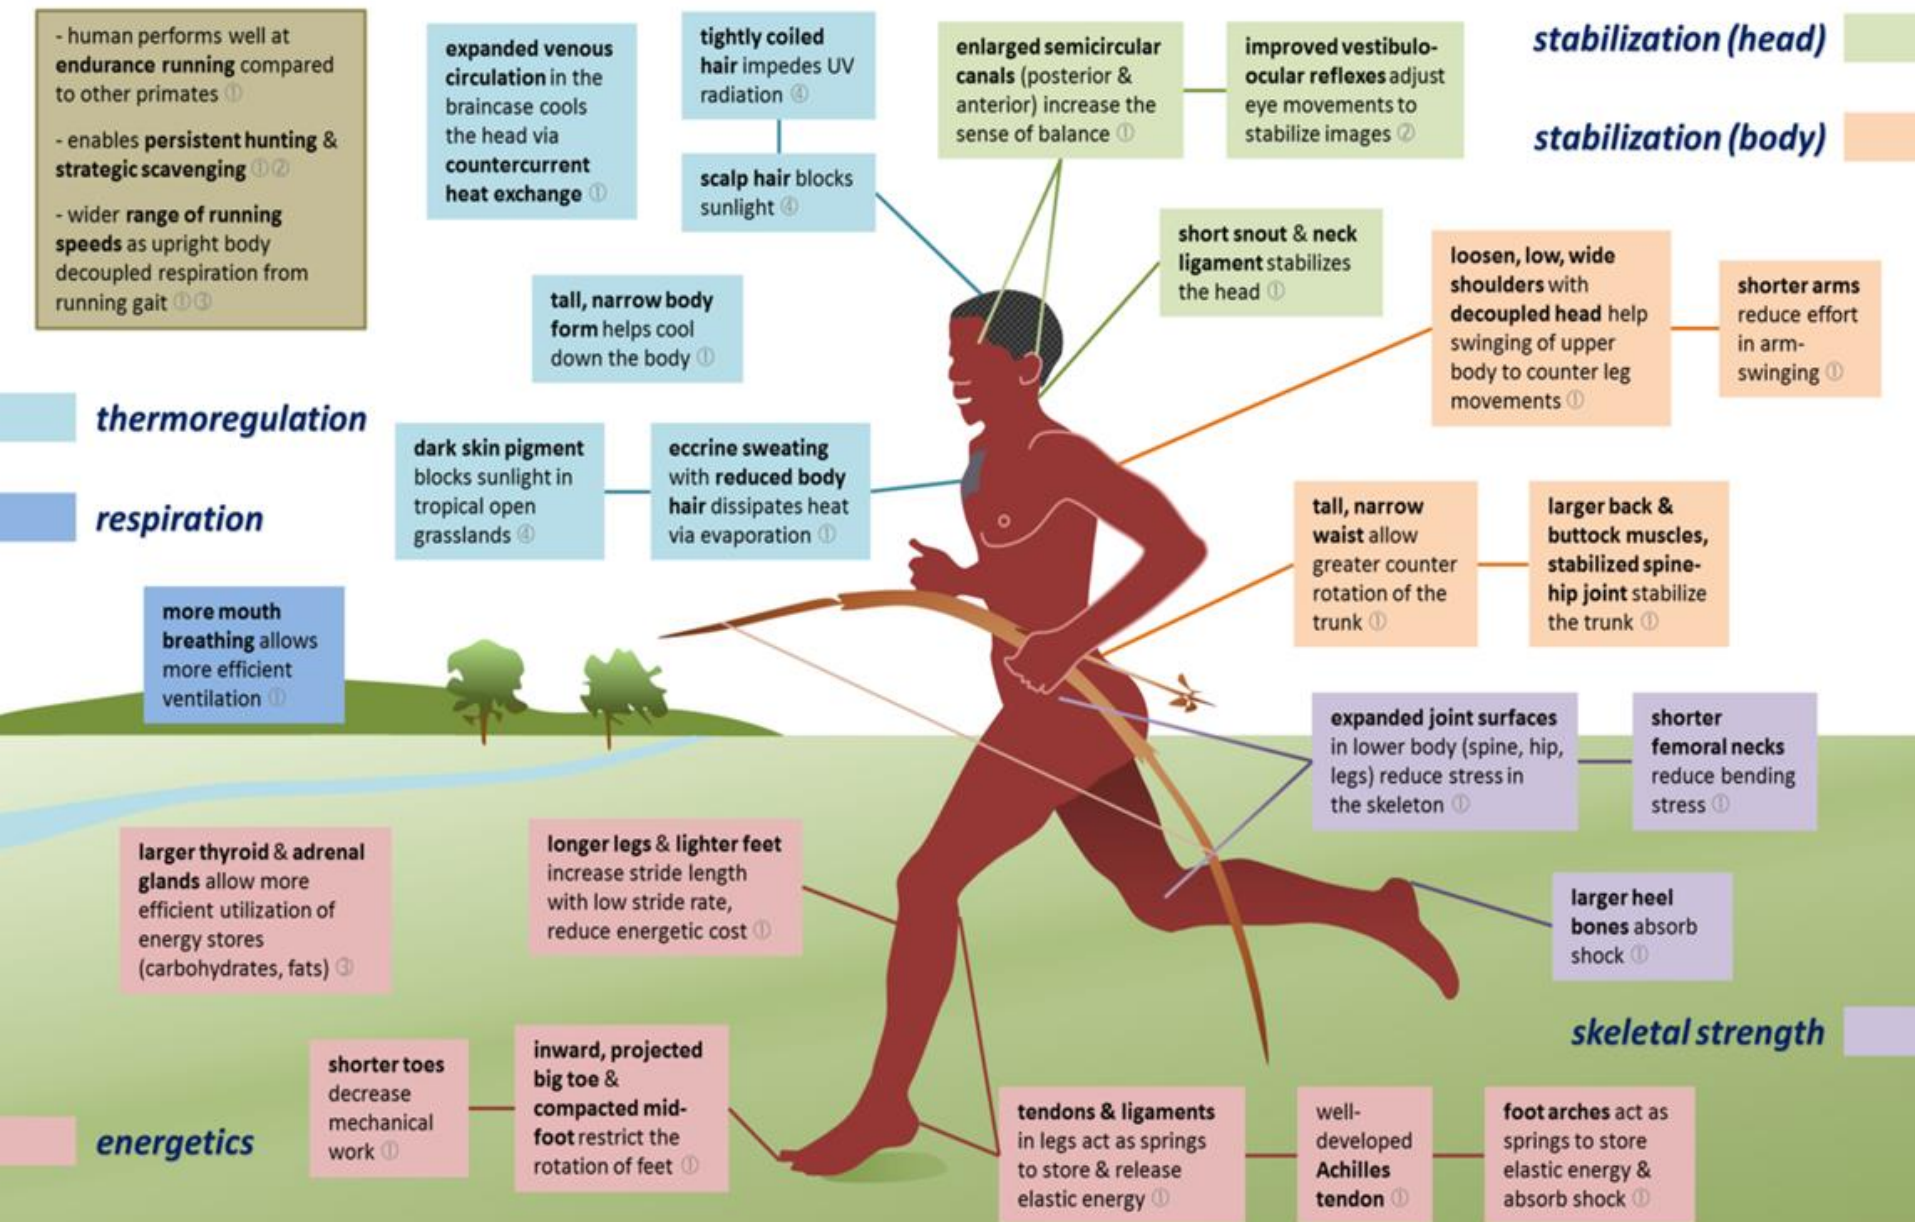 - human performs well at
endurance running compared
to other primates ①
- enables persistent hunting &
strategic scavenging ①②
- wider range of running
speeds as upright body
decoupled respiration from
running gait ①③
expanded venous
circulation in the
braincase cools
the head via
countercurrent
heat exchange ①
tightly coiled
hair impedes UV
radiation ④
scalp hair blocks
sunlight ④
enlarged semicircular
canals (posterior &
anterior) increase the
sense of balance ①
improved vestibulo-
ocular reflexes adjust
eye movements to
stabilize images ②
stabilization (head)
stabilization (body)
short snout & neck
ligament stabilizes
the head ①
loosen, low, wide
shoulders with
decoupled head help
swinging of upper
body to counter leg
movements ①
shorter arms
reduce effort
in arm-
swinging ①
tall, narrow body
form helps cool
down the body ①
thermoregulation
respiration
dark skin pigment
blocks sunlight in
tropical open
grasslands ④
eccrine sweating
with reduced body
hair dissipates heat
via evaporation ①
tall, narrow
waist allow
greater counter
rotation of the
trunk ①
larger back &
buttock muscles,
stabilized spine-
hip joint stabilize
the trunk ①
more mouth
breathing allows
more efficient
ventilation ①
expanded joint surfaces
in lower body (spine, hip,
legs) reduce stress in
the skeleton ①
shorter
femoral necks
reduce bending
stress ①
larger thyroid & adrenal
glands allow more
efficient utilization of
energy stores
(carbohydrates, fats) ③
longer legs & lighter feet
increase stride length
with low stride rate,
reduce energetic cost ①
larger heel
bones absorb
shock ①
skeletal strength
energetics
shorter toes
decrease
mechanical
work ①
inward, projected
big toe &
compacted mid-
foot restrict the
rotation of feet ①
tendons & ligaments
in legs act as springs
to store & release
elastic energy ①
well-
developed
Achilles
tendon ①
foot arches act as
springs to store
elastic energy &
absorb shock ①